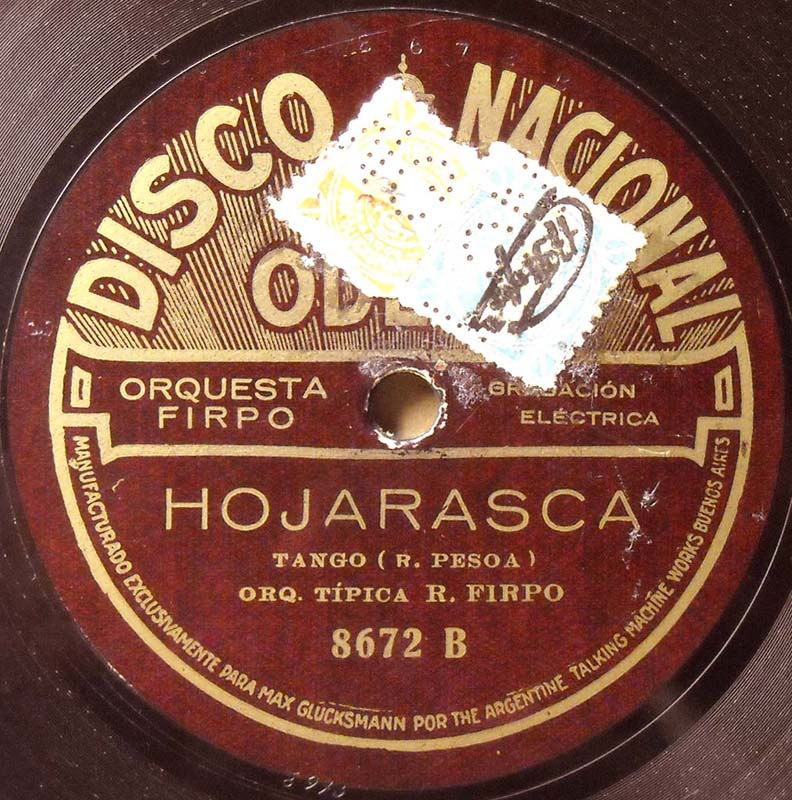 DISCO NACIONAL
ODE
ORQUESTA
FIRPO
GRABACIÓN
ELÉCTRICA
HOJARASCA
TANGO ( R. PESOA )
ORQ. TÍPICA R. FIRPO
8672 B
MANUFACTURADO EXCLUSIVAMENTE PARA MAX GLÜCKSMANN POR THE ARGENTINE TALKING MACHINE WORKS BUENOS AIRES